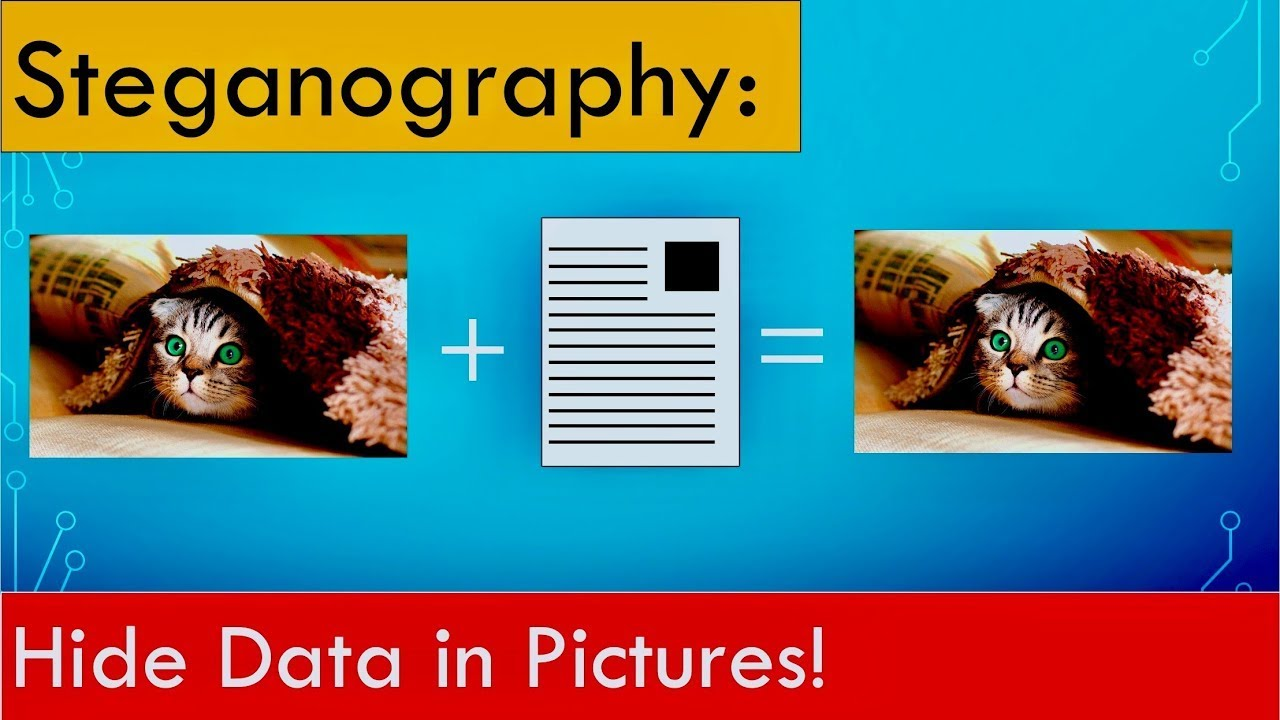 Steganography:
+
=
Hide Data in Pictures!